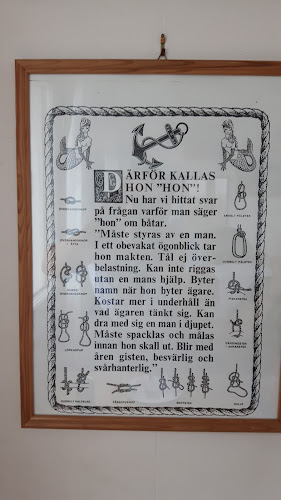 DÄRFÖR KALLAS
HON "HON"!
Nu har vi hittat svar
på frågan varför man säger
"hon" om båtar.
"Måste styras av en man.
I ett obevakat ögonblick tar
hon makten. Tål ej över-
belastning. Kan inte riggas
utan en mans hjälp. Byter
namn när hon byter ägare.
Kostar mer i underhåll än
vad ägaren tänkt sig. Kan
dra med sig en man i djupet.
Måste spacklas och målas
innan hon skall ut. Blir med
åren gisten, besvärlig och
svårhanterlig."